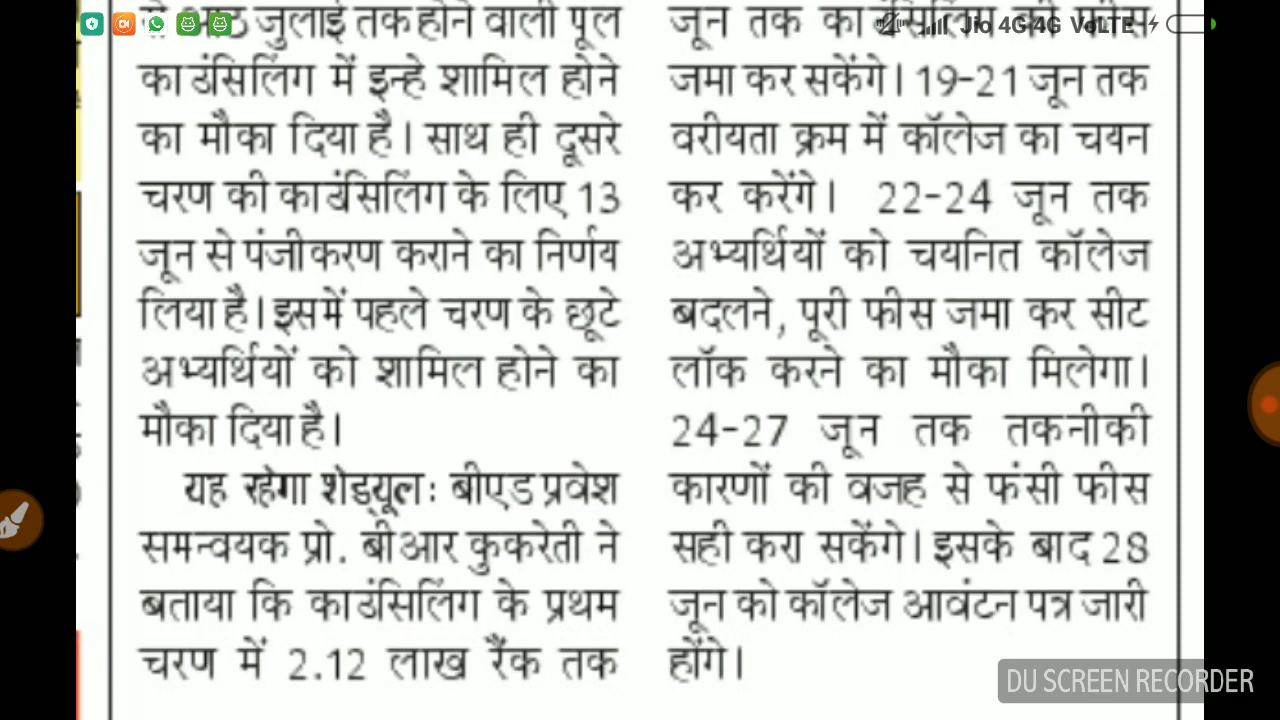 आठ जुलाई तक होने वाली पूल
काउंसिलिंग में इन्हे शामिल होने
का मौका दिया है। साथ ही दूसरे
चरण की काउंसिलिंग के लिए 13
जून से पंजीकरण कराने का निर्णय
लिया है। इसमें पहले चरण के छूटे
अभ्यर्थियों को शामिल होने का
मौका दिया है।
यह रहेगा शेड्यूल: बीएड प्रवेश
समन्वयक प्रो. बीआर कुकरेती ने
बताया कि काउंसिलिंग के प्रथम
चरण में 2.12 लाख रैंक तक
Jio 4G 4G VoLTE
जून तक काउंसिलिंग की फीस
जमा कर सकेंगे। 19-21 जून तक
वरीयता क्रम में कॉलेज का चयन
कर करेंगे। 22-24 जून तक
अभ्यर्थियों को चयनित कॉलेज
बदलने, पूरी फीस जमा कर सीट
लॉक करने का मौका मिलेगा।
24-27 जून तक तकनीकी
कारणों की वजह से फंसी फीस
सही करा सकेंगे। इसके बाद 28
जून को कॉलेज आवंटन पत्र जारी
होंगे।
DU SCREEN RECORDER